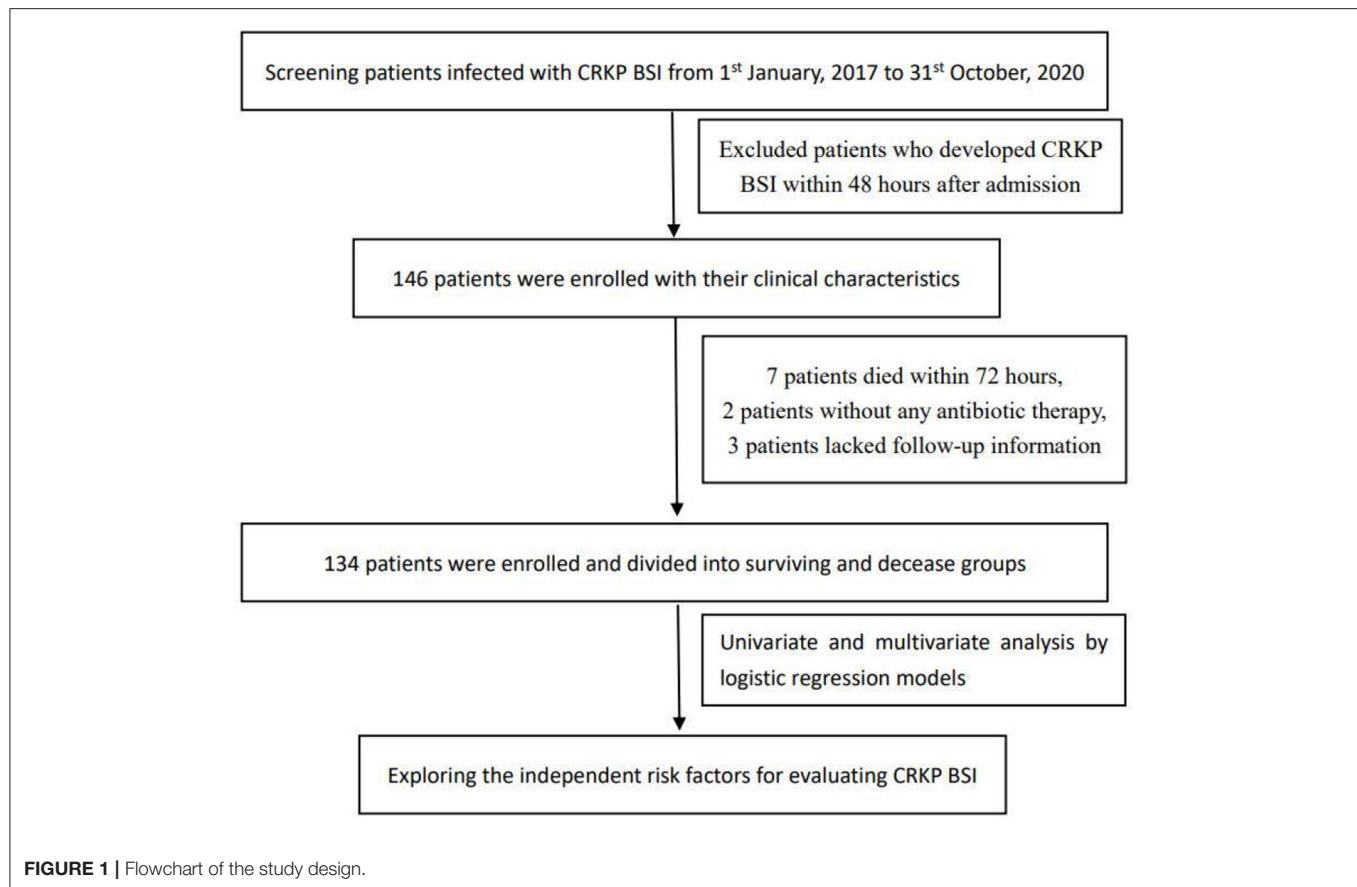 Screening patients infected with CRKP BSI from 1st January, 2017 to 31st October, 2020
Excluded patients who developed CRKP
BSI within 48 hours after admission
146 patients were enrolled with their clinical characteristics
7 patients died within 72 hours,
2 patients without any antibiotic therapy,
3 patients lacked follow-up information
134 patients were enrolled and divided into surviving and decease groups
Univariate and multivariate analysis by
logistic regression models
Exploring the independent risk factors for evaluating CRKP BSI
FIGURE 1 | Flowchart of the study design.